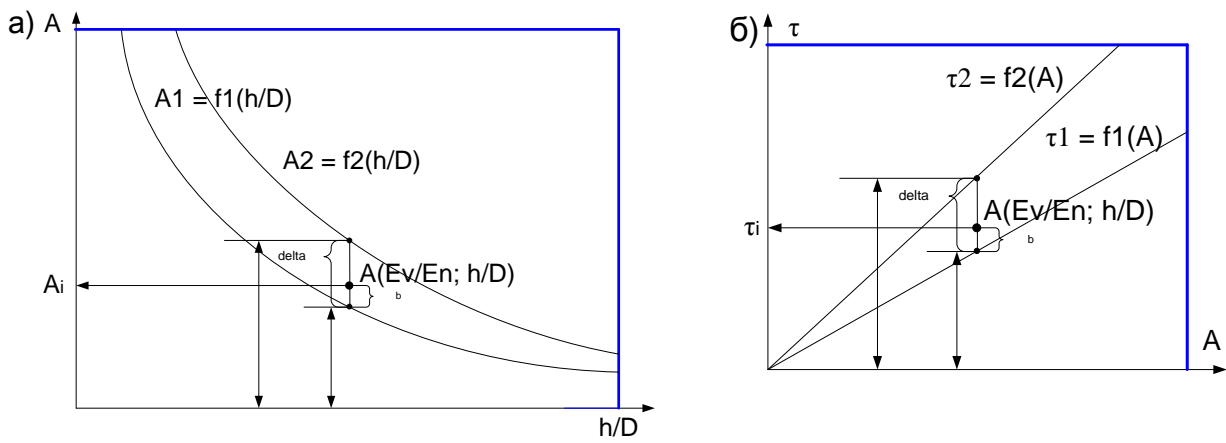 а)
A
A1 = f1(h/D)
A2 = f2(h/D)
delta
A(Ev/En; h/D)
b
Ai
h/D
б)
τ
τ2 = f2(A)
τ1 = f1(A)
delta
A(Ev/En; h/D)
b
τi
A